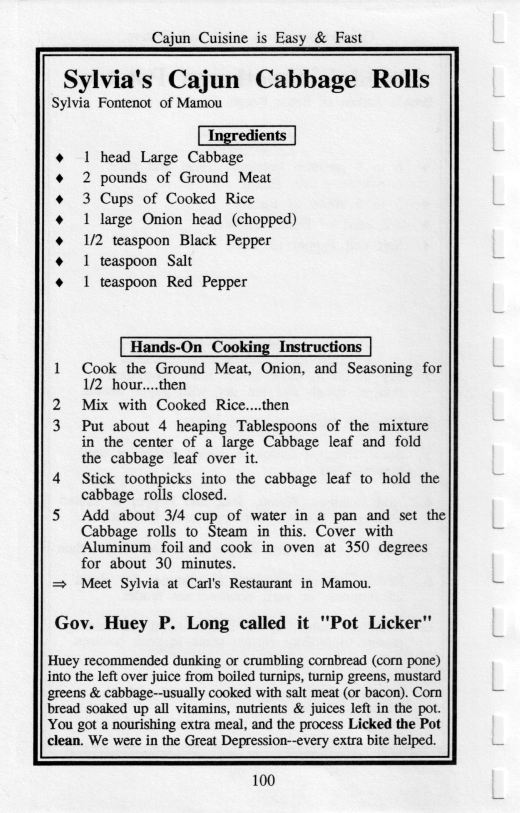 Cajun Cuisine is Easy & Fast
Sylvia's Cajun Cabbage Rolls
Sylvia Fontenot of Mamou
Ingredients
♦ 1 head Large Cabbage
♦ 2 pounds of Ground Meat
♦ 3 Cups of Cooked Rice
♦ 1 large Onion head (chopped)
♦ 1/2 teaspoon Black Pepper
♦ 1 teaspoon Salt
♦ 1 teaspoon Red Pepper
Hands-On Cooking Instructions
1 Cook the Ground Meat, Onion, and Seasoning for
1/2 hour....then
2 Mix with Cooked Rice....then
3 Put about 4 heaping Tablespoons of the mixture
in the center of a large Cabbage leaf and fold
the cabbage leaf over it.
4 Stick toothpicks into the cabbage leaf to hold the
cabbage rolls closed.
5 Add about 3/4 cup of water in a pan and set the
Cabbage rolls to Steam in this. Cover with
Aluminum foil and cook in oven at 350 degrees
for about 30 minutes.
⇒ Meet Sylvia at Carl's Restaurant in Mamou.
Gov. Huey P. Long called it "Pot Licker"
Huey recommended dunking or crumbling cornbread (corn pone)
into the left over juice from boiled turnips, turnip greens, mustard
greens & cabbage--usually cooked with salt meat (or bacon). Corn
bread soaked up all vitamins, nutrients & juices left in the pot.
You got a nourishing extra meal, and the process Licked the Pot
clean. We were in the Great Depression--every extra bite helped.
100